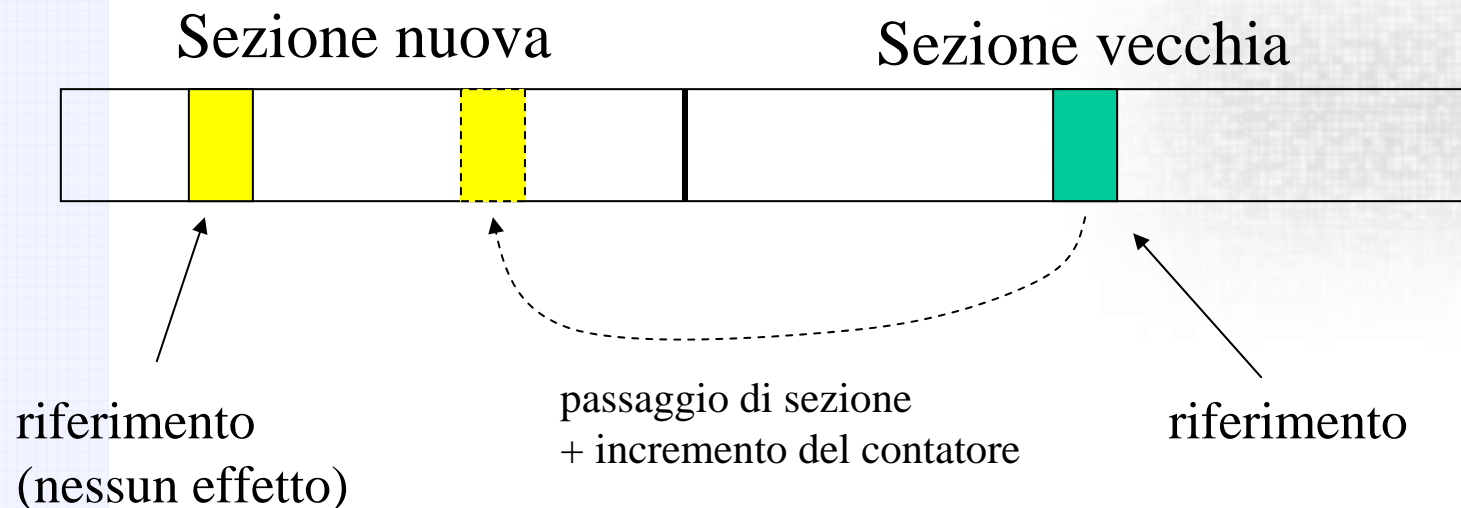 Sezione nuova
Sezione vecchia
riferimento
(nessun effetto)
passaggio di sezione
+ incremento del contatore
riferimento